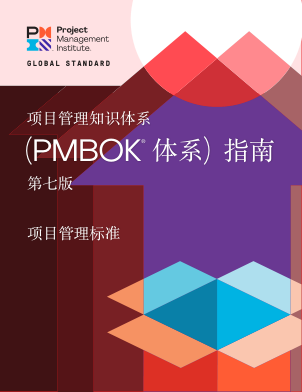 Project
Management
Institute.
GLOBAL STANDARD
项目管理知识体系
（PMBOK® 体系）指南
第七版
项目管理标准